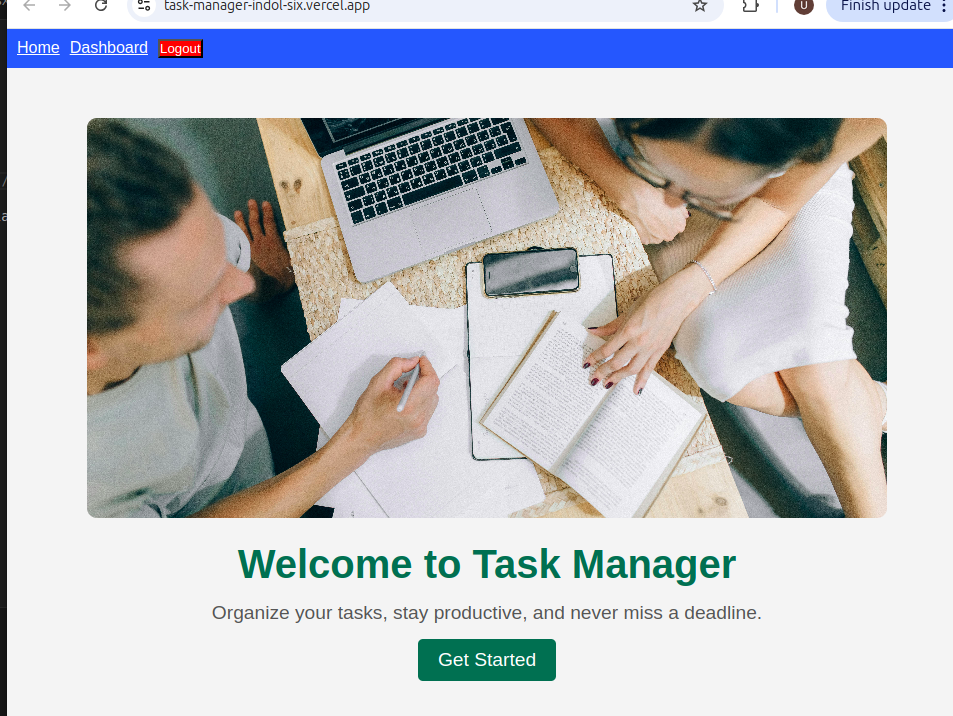 task-manager-indol-six.vercel.app
U
Finish update
Home Dashboard Logout
Welcome to Task Manager
Organize your tasks, stay productive, and never miss a deadline.
Get Started